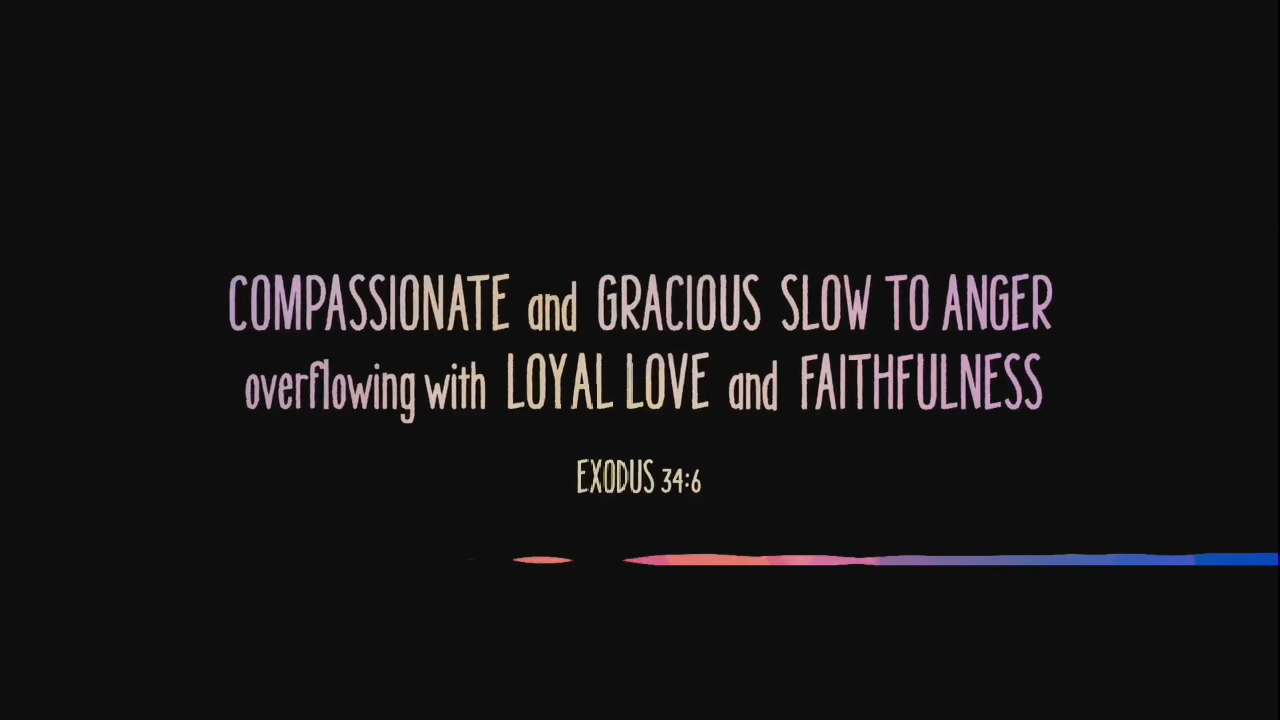 COMPASSIONATE and GRACIOUS SLOW TO ANGER
overflowing with LOYAL LOVE and FAITHFULNESS
EXODUS 34:6